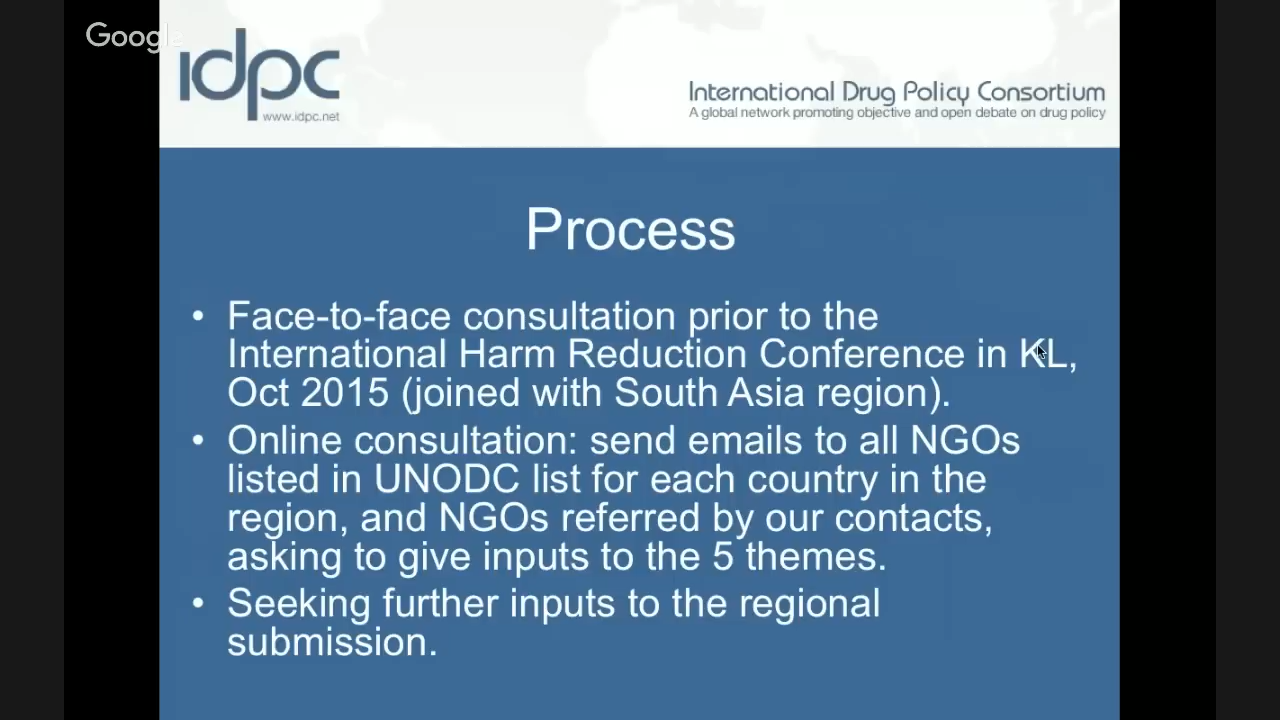 Google
idpc
www.idpc.net
International Drug Policy Consortium
A global network promoting objective and open debate on drug policy
Process
• Face-to-face consultation prior to the
International Harm Reduction Conference in KL,
Oct 2015 (joined with South Asia region).
• Online consultation: send emails to all NGOs
listed in UNODC list for each country in the
region, and NGOs referred by our contacts,
asking to give inputs to the 5 themes.
• Seeking further inputs to the regional
submission.